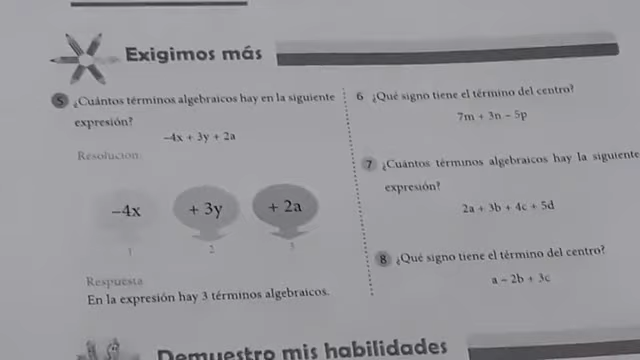 Exigimos más
5 ¿Cuántos términos algebraicos hay en la siguiente
expresión?
-4x + 3y + 2a
Resolución
-4x + 3y + 2a
1 2 3
Respuesta
En la expresión hay 3 términos algebraicos.
6 ¿Qué signo tiene el término del centro?
7m + 3n - 5p
7 ¿Cuántos términos algebraicos hay la siguiente
expresión?
2a + 3b + 4c + 5d
8 ¿Qué signo tiene el término del centro?
a - 2b + 3c
Demuestro mis habilidades